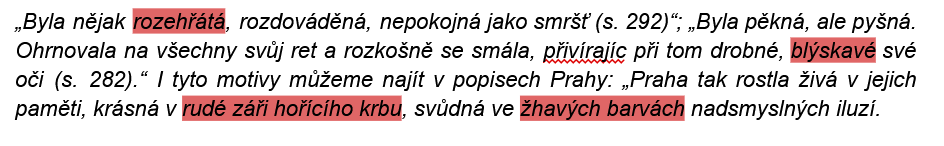 „Byla nějak rozehřátá, rozdováděná, nepokojná jako smršť (s. 292)“; „Byla pěkná, ale pyšná.
Ohrnovala na všechny svůj ret a rozkošně se smála, přivírajíc při tom drobné, blýskavé své
oči (s. 282).“ I tyto motivy můžeme najít v popisech Prahy: „Praha tak rostla živá v jejich
paměti, krásná v rudé záři hořícího krbu, svůdná ve žhavých barvách nadsmyslných iluzí.